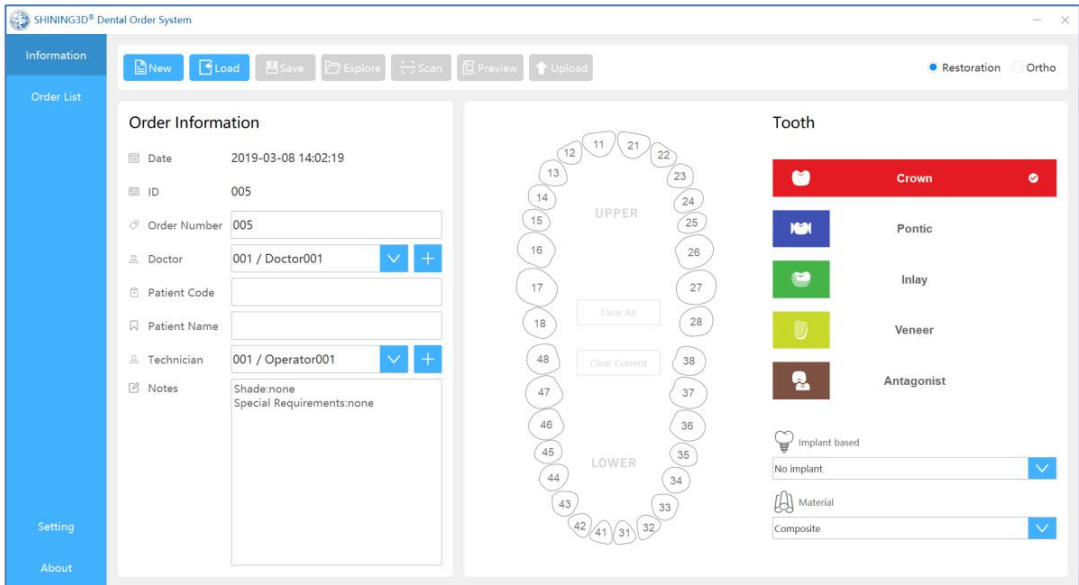 SHINING3D® Dental Order System
Information
Order List
Setting
About
New Load Save Explore Scan Preview Upload
Restoration Ortho
Order Information
Date 2019-03-08 14:02:19
ID 005
Order Number 005
Doctor 001 / Doctor001
Patient Code
Patient Name
Technician 001 / Operator001
Notes Shade:none
Special Requirements:none
11 21
12 22
13 23
14 24
UPPER
15 25
16 26
17 27
Clear All
18 28
48 38
Clear Current
47 37
46 36
45 35
LOWER
44 34
43 33
42 41 31 32
Tooth
Crown
Pontic
Inlay
Veneer
Antagonist
Implant based
No implant
Material
Composite